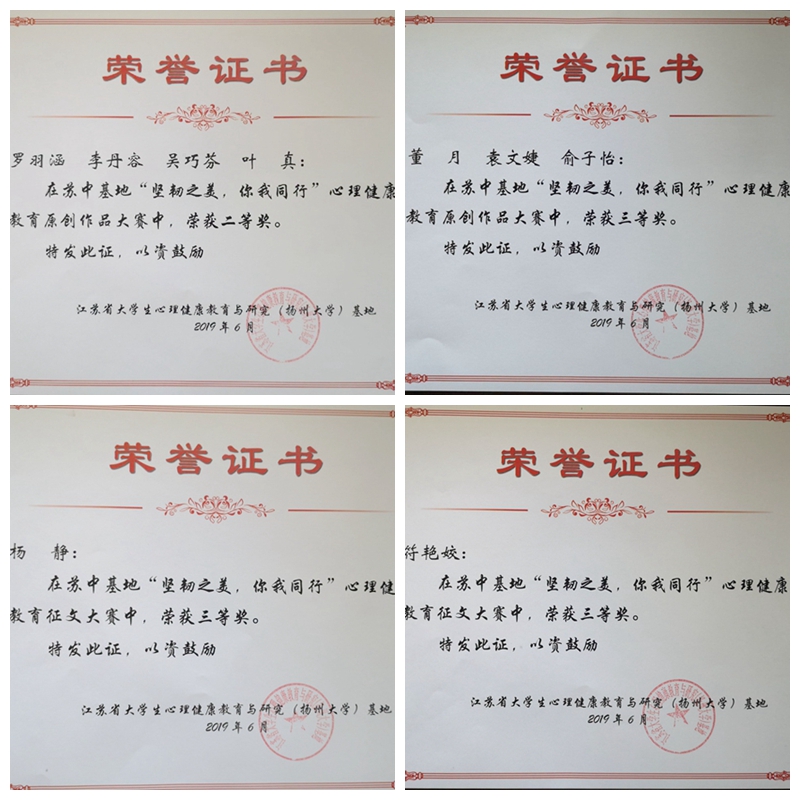 荣誉证书
罗羽涵 李丹容 吴巧芬 叶 真：
在苏中基地“坚韧之美，你我同行”心理健康
教育原创作品大赛中，荣获二等奖。
特发此证，以资鼓励
江苏省大学生心理健康教育与研究（扬州大学）基地
2019年6月
荣誉证书
董 月 袁文婕 俞子怡：
在苏中基地“坚韧之美，你我同行”心理健康
教育原创作品大赛中，荣获三等奖。
特发此证，以资鼓励
江苏省大学生心理健康教育与研究（扬州大学）基地
2019年6月
荣誉证书
杨 静：
在苏中基地“坚韧之美，你我同行”心理健
教育征文大赛中，荣获三等奖。
特发此证，以资鼓励
江苏省大学生心理健康教育与研究（扬州大学）基地
2019年6月
荣誉证书
符艳姣：
在苏中基地“坚韧之美，你我同行”心理健康
教育征文大赛中，荣获三等奖。
特发此证，以资鼓励
江苏省大学生心理健康教育与研究（扬州大学）基地
2019年6月